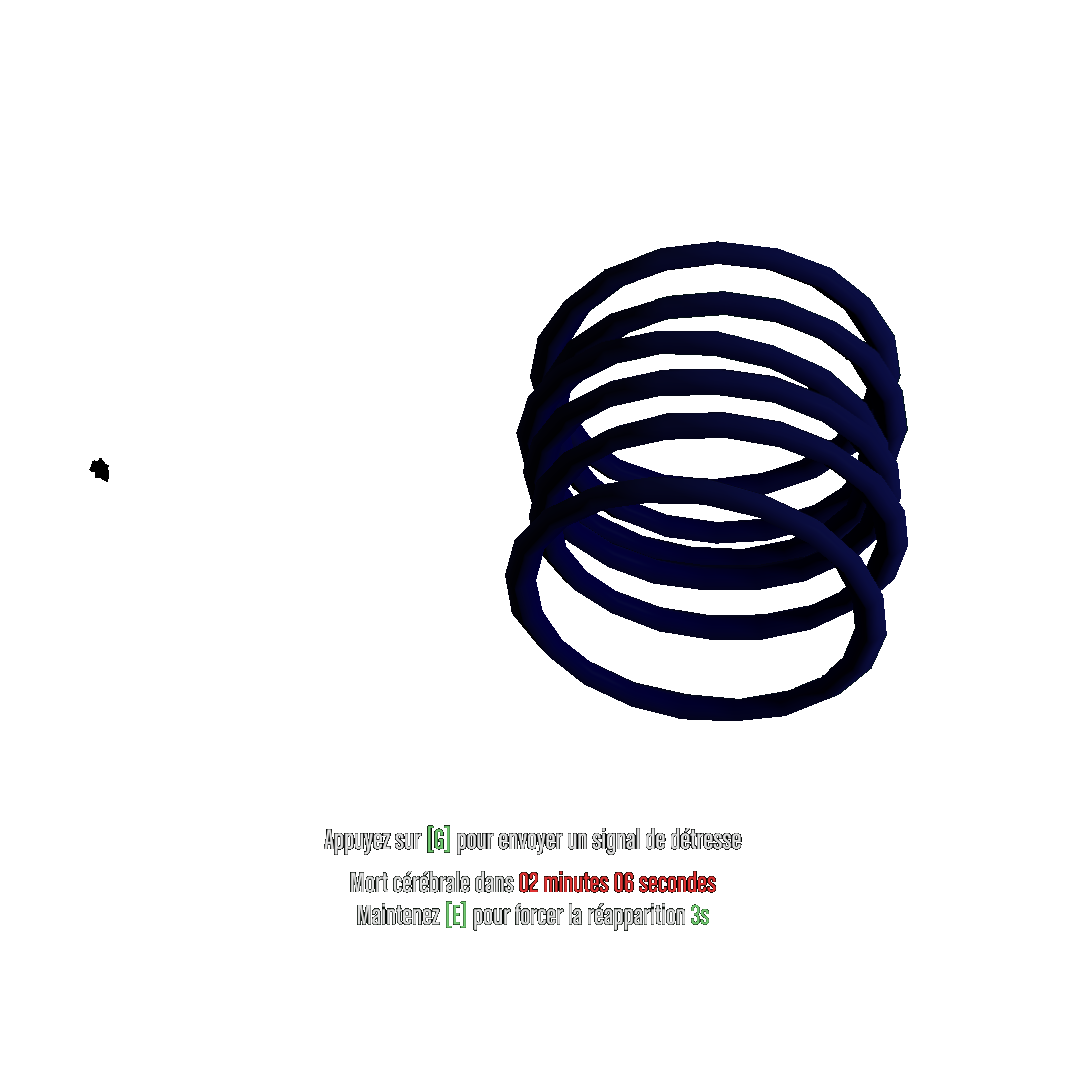 Appuyez sur [G] pour envoyer un signal de détresse
Mort cérébrale dans 02 minutes 06 secondes
Maintenez [E] pour forcer la réapparition 3s